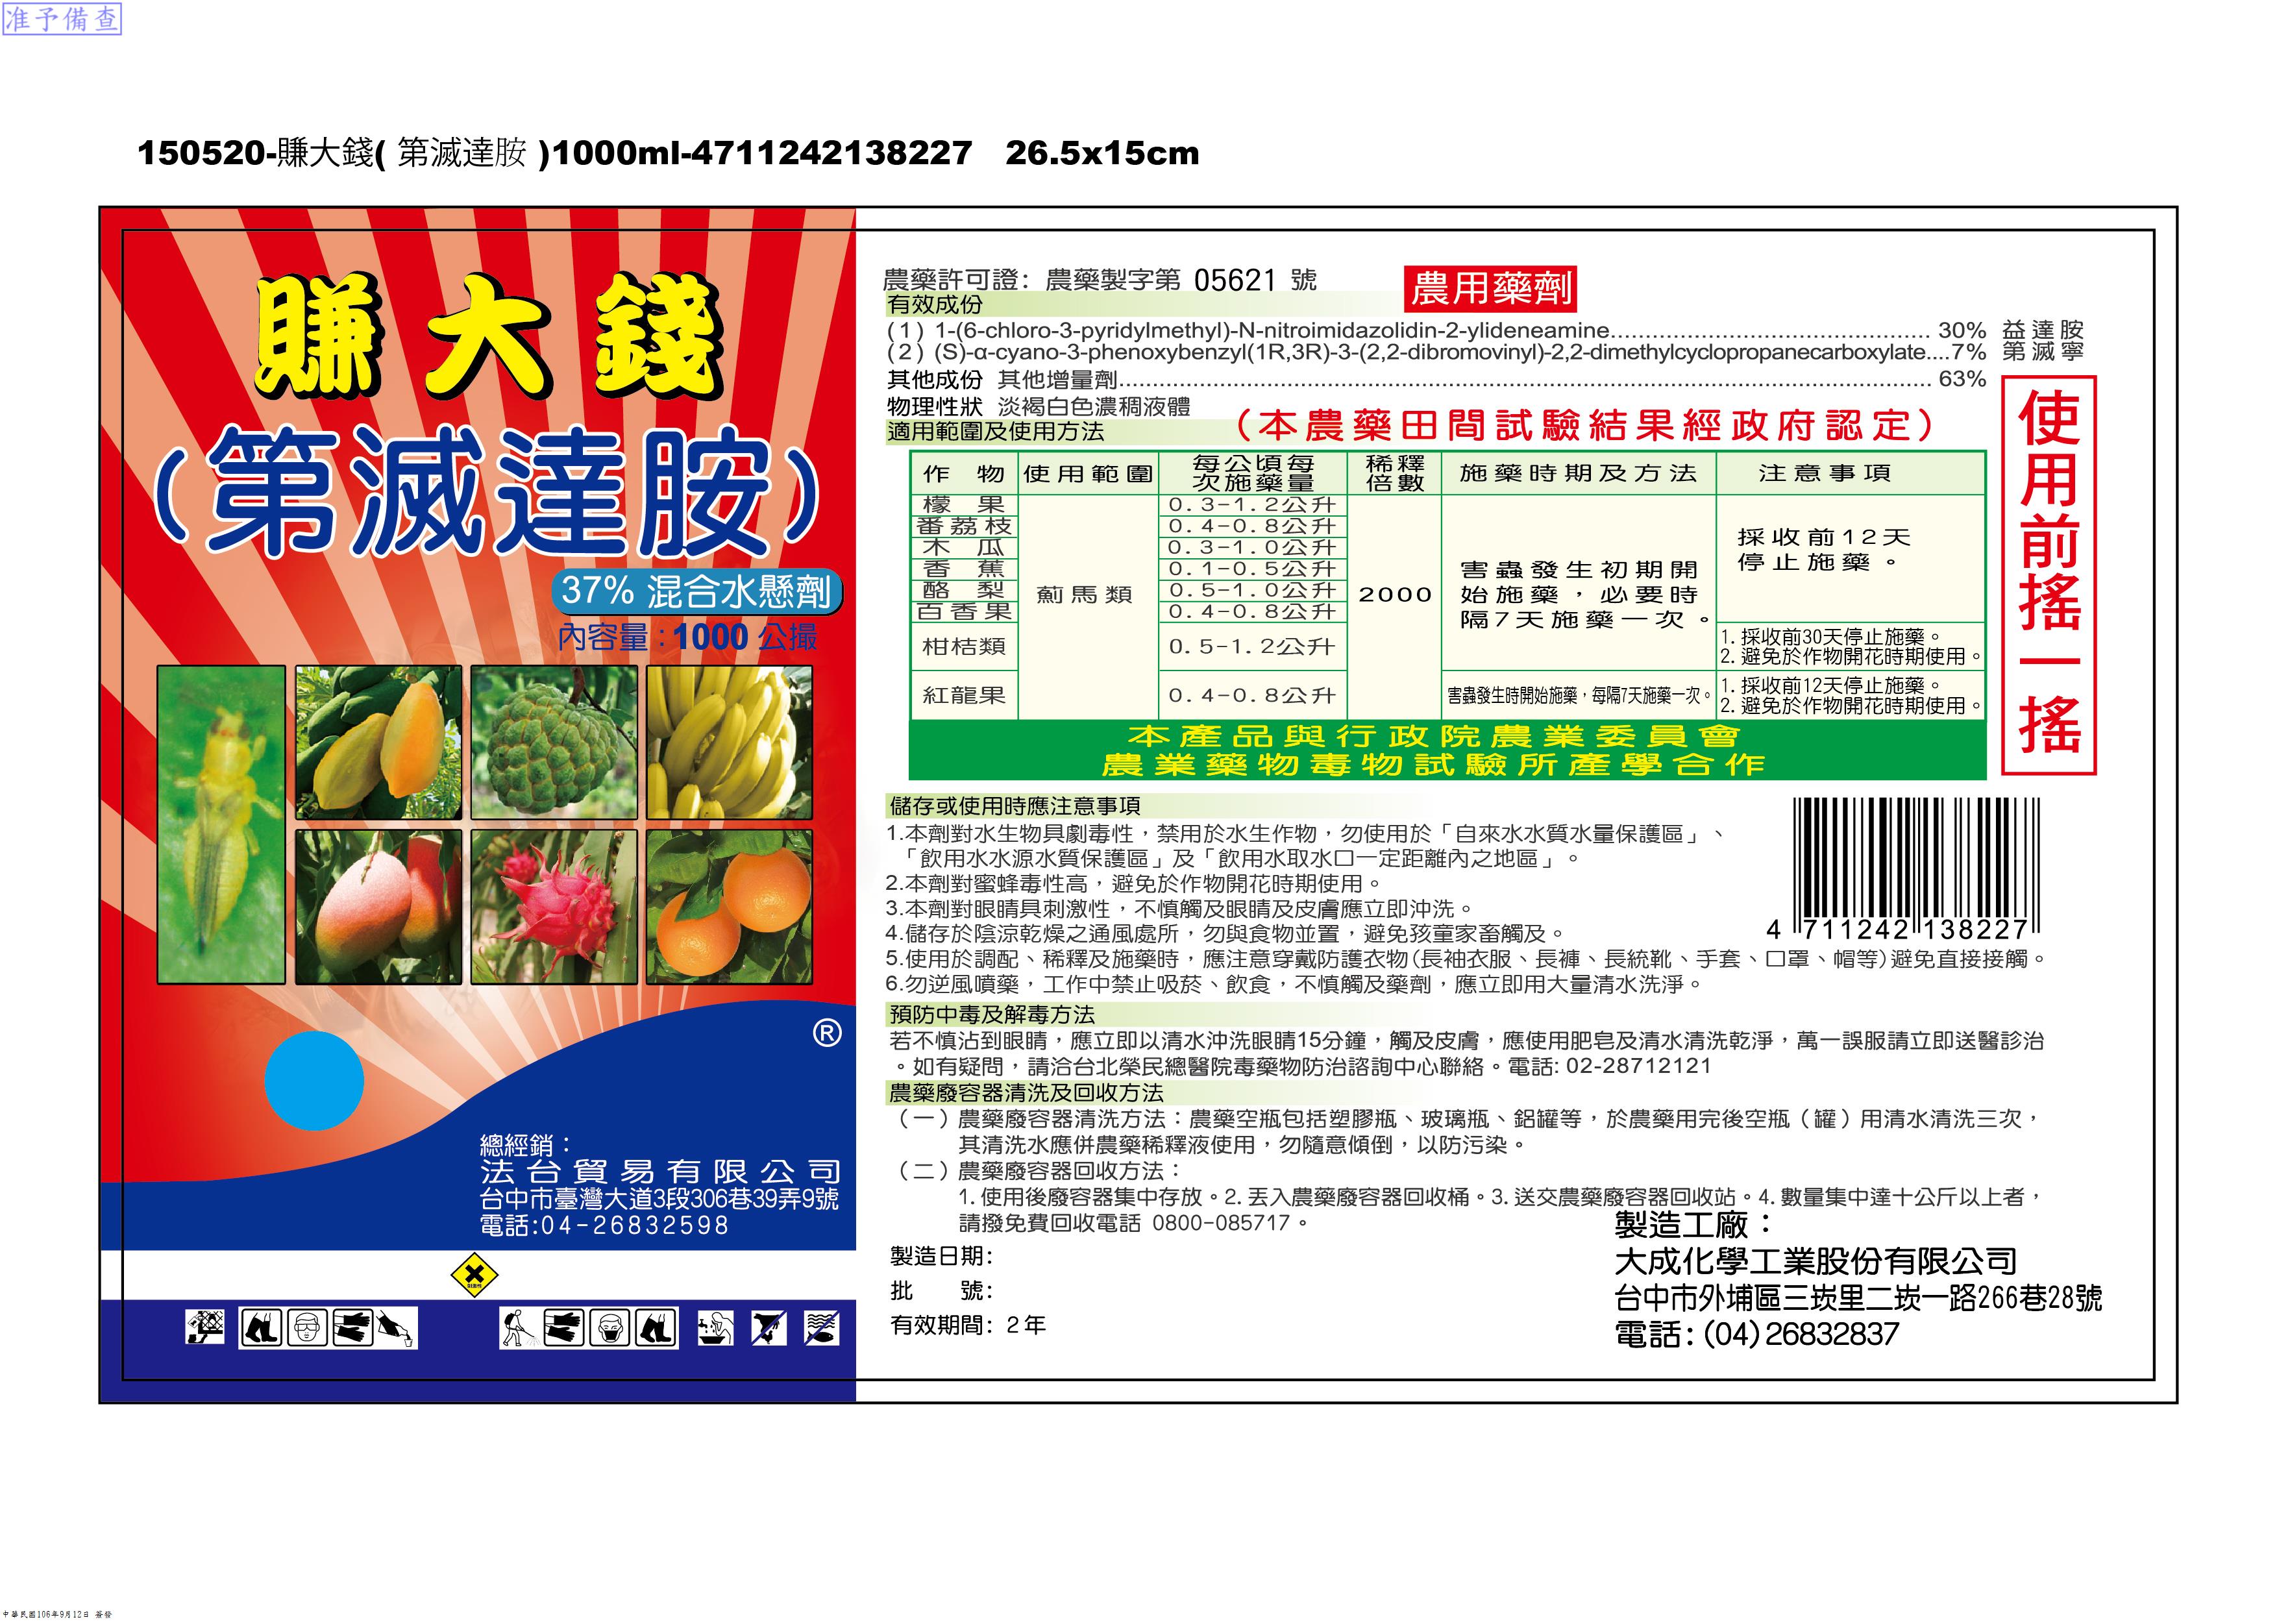 准予備查
150520-賺大錢( 第滅達胺 )1000ml-4711242138227 26.5x15cm
賺大錢
(第滅達胺)
37% 混合水懸劑
內容量:1000 公撮
®
總經銷：
法台貿易有限公司
台中市臺灣大道3段306巷39弄9號
電話:04-26832598
農藥許可證: 農藥製字第 05621 號
農用藥劑
有效成份
(1) 1-(6-chloro-3-pyridylmethyl)-N-nitroimidazolidin-2-ylideneamine.............................................. 30% 益達胺
(2) (S)-α-cyano-3-phenoxybenzyl(1R,3R)-3-(2,2-dibromovinyl)-2,2-dimethylcyclopropanecarboxylate....7% 第滅寧
其他成份 其他增量劑.......................................................................................................................... 63%
物理性狀 淡褐白色濃稠液體
適用範圍及使用方法
(本農藥田間試驗結果經政府認定)
使用前搖一搖
作 物 使用範圍 每公頃每次施藥量 稀釋倍數 施藥時期及方法 注意事項
檬 果 0.3-1.2公升
番荔枝 0.4-0.8公升
木 瓜 0.3-1.0公升
香 蕉 0.1-0.5公升
酪 梨 0.5-1.0公升
百香果 0.4-0.8公升
柑桔類 0.5-1.2公升
紅龍果 0.4-0.8公升
薊馬類
2000
害蟲發生初期開
始施藥，必要時
隔7天施藥一次。
害蟲發生時開始施藥，每隔7天施藥一次。
採收前12天
停止施藥。
1. 採收前30天停止施藥。
2. 避免於作物開花時期使用。
1. 採收前12天停止施藥。
2. 避免於作物開花時期使用。
本產品與行政院農業委員會
農業藥物毒物試驗所產學合作
儲存或使用時應注意事項
1.本劑對水生物具劇毒性，禁用於水生作物，勿使用於「自來水水質水量保護區」、
「飲用水水源水質保護區」及「飲用水取水口一定距離內之地區」。
2.本劑對蜜蜂毒性高，避免於作物開花時期使用。
3.本劑對眼睛具刺激性，不慎觸及眼睛及皮膚應立即沖洗。
4.儲存於陰涼乾燥之通風處所，勿與食物並置，避免孩童家畜觸及。
5.使用於調配、稀釋及施藥時，應注意穿戴防護衣物(長袖衣服、長褲、長統靴、手套、口罩、帽等)避免直接接觸。
6.勿逆風噴藥，工作中禁止吸菸、飲食，不慎觸及藥劑，應立即用大量清水洗淨。
4 711242 138227
預防中毒及解毒方法
若不慎沾到眼睛，應立即以清水沖洗眼睛15分鐘，觸及皮膚，應使用肥皂及清水清洗乾淨，萬一誤服請立即送醫診治
。如有疑問，請洽台北榮民總醫院毒藥物防治諮詢中心聯絡。電話: 02-28712121
農藥廢容器清洗及回收方法
（一）農藥廢容器清洗方法：農藥空瓶包括塑膠瓶、玻璃瓶、鋁罐等，於農藥用完後空瓶（罐）用清水清洗三次，
其清洗水應併農藥稀釋液使用，勿隨意傾倒，以防污染。
（二）農藥廢容器回收方法：
1. 使用後廢容器集中存放。2. 丟入農藥廢容器回收桶。3. 送交農藥廢容器回收站。4. 數量集中達十公斤以上者，
請撥免費回收電話 0800-085717。
製造日期:
批 號:
有效期間: 2年
製造工廠：
大成化學工業股份有限公司
台中市外埔區三崁里二崁一路266巷28號
電話: (04) 26832837
中華民國106年9月12日 簽發